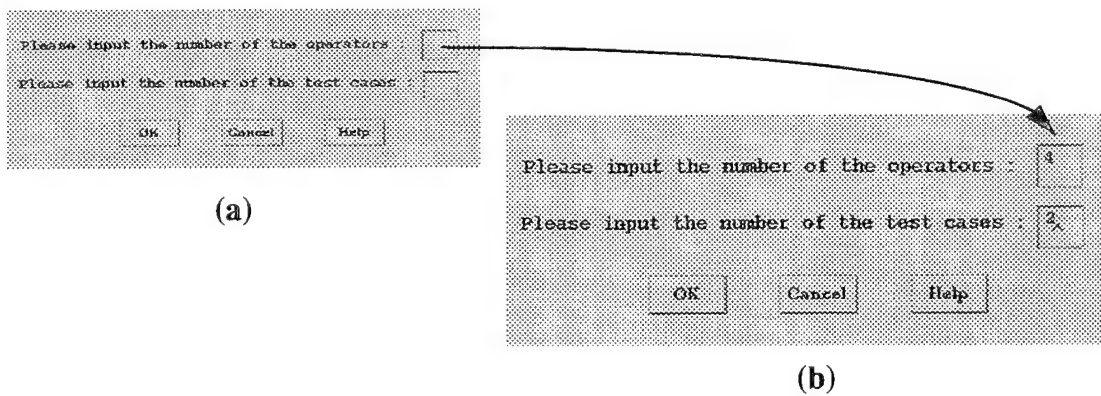 Please input the number of the operators :
Please input the number of the test cases :
OK Cancel Help
(a)
Please input the number of the operators : 4
Please input the number of the test cases : 2
OK Cancel Help
(b)